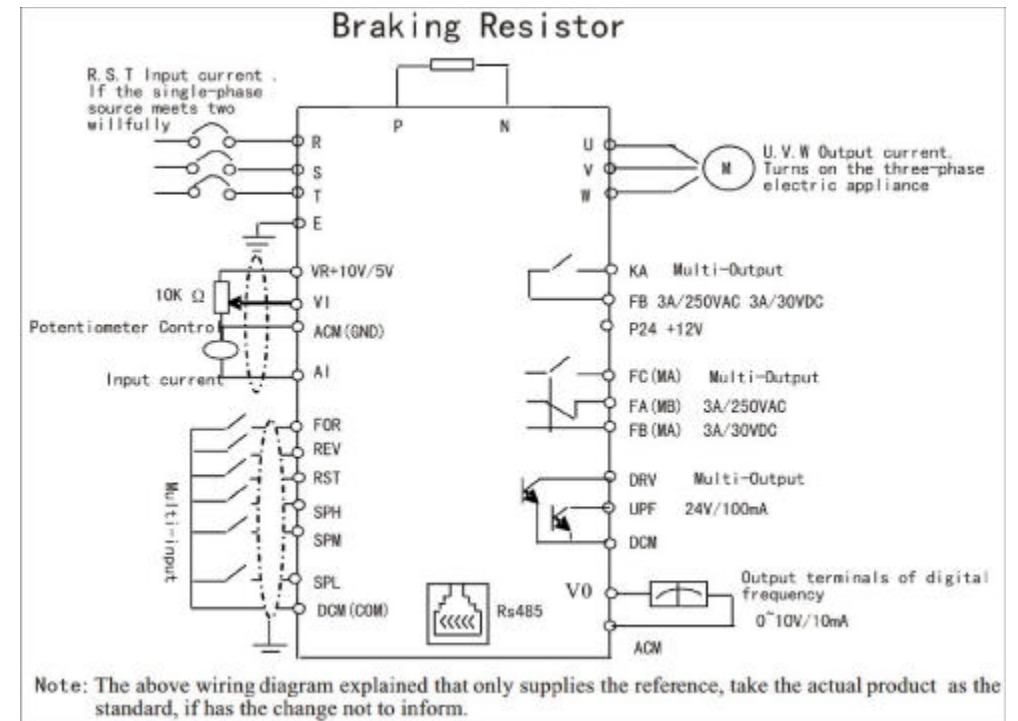 Braking Resistor
R.S.T Input current .
If the single-phase
source meets two
willfully
P
N
R
S
T
E
U
V
W
M
U.V.W Output current.
Turns on the three-phase
electric appliance
VR+10V/5V
10K Ω
VI
Potentiometer Control
ACM(GND)
Input current
AI
KA Multi-Output
FB 3A/250VAC 3A/30VDC
P24 +12V
FC(MA) Multi-Output
FA(MB) 3A/250VAC
FB(MA) 3A/30VDC
FOR
REV
RST
SPH
SPM
SPL
DCM(COM)
Multi-input
DRV Multi-Output
UPF 24V/100mA
DCM
Rs485
V0
Output terminals of digital
frequency
0~10V/10mA
ACM
Note: The above wiring diagram explained that only supplies the reference, take the actual product as the
standard, if has the change not to inform.